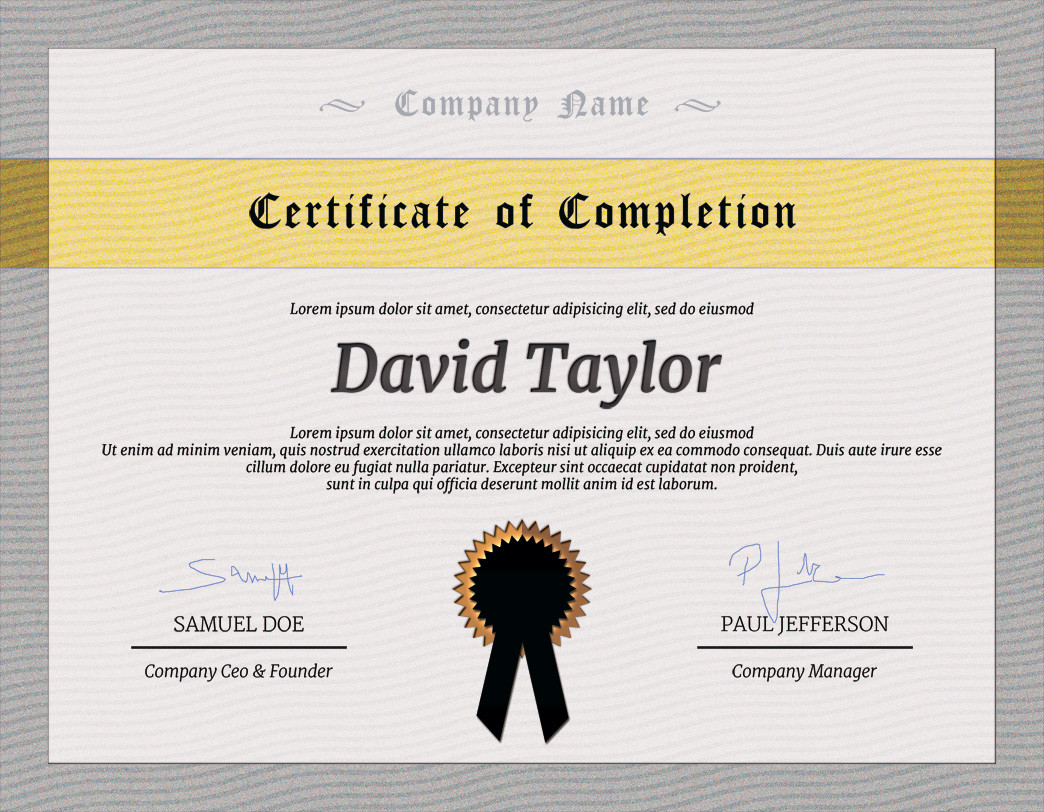 Company Name
Certificate of Completion
Lorem ipsum dolor sit amet, consectetur adipisicing elit, sed do eiusmod
David Taylor
Lorem ipsum dolor sit amet, consectetur adipisicing elit, sed do eiusmod
Ut enim ad minim veniam, quis nostrud exercitation ullamco laboris nisi ut aliquip ex ea commodo consequat. Duis aute irure esse
cillum dolore eu fugiat nulla pariatur. Excepteur sint occaecat cupidatat non proident,
sunt in culpa qui officia deserunt mollit anim id est laborum.
SAMUEL DOE
PAUL JEFFERSON
Company Ceo & Founder
Company Manager